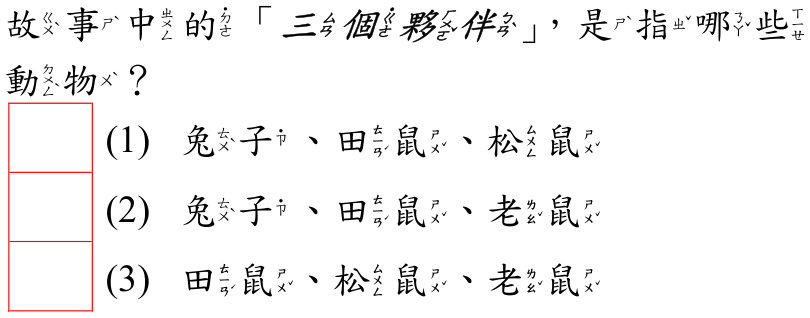 故事中的「三個夥伴」，是指哪些
動物？
(1) 兔子、田鼠、松鼠
(2) 兔子、田鼠、老鼠
(3) 田鼠、松鼠、老鼠